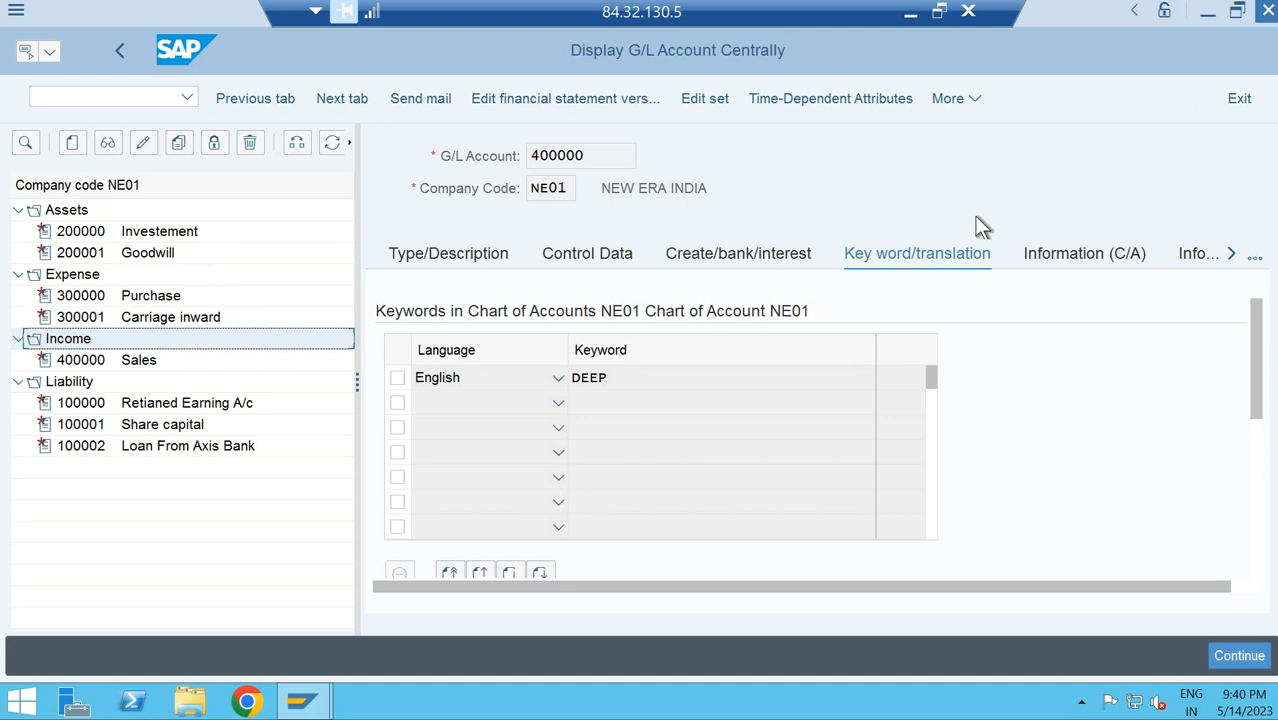 84.32.130.5
SAP
Display G/L Account Centrally
Previous tab
Next tab
Send mail
Edit financial statement vers...
Edit set
Time-Dependent Attributes
More
Exit
Company code NE01
Assets
200000 Investement
200001 Goodwill
Expense
300000 Purchase
300001 Carriage inward
Income
400000 Sales
Liability
100000 Retianed Earning A/c
100001 Share capital
100002 Loan From Axis Bank
* G/L Account: 400000
* Company Code: NE01 NEW ERA INDIA
Type/Description
Control Data
Create/bank/interest
Key word/translation
Information (C/A)
Info...
Keywords in Chart of Accounts NE01 Chart of Account NE01
Language Keyword
English DEEP
Continue
ENG
IN
9:40 PM
5/14/2023